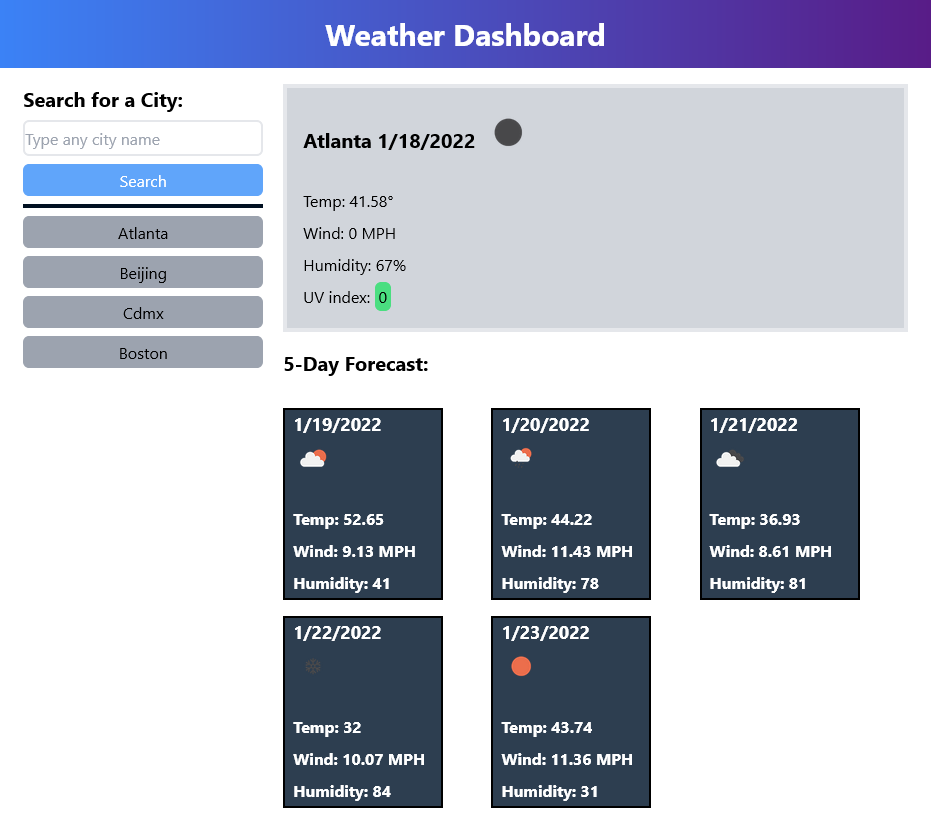 Weather Dashboard
Search for a City:
Type any city name
Search
Atlanta
Beijing
Cdmx
Boston
Atlanta 1/18/2022
Temp: 41.58°
Wind: 0 MPH
Humidity: 67%
UV index: 0
5-Day Forecast:
1/19/2022
Temp: 52.65
Wind: 9.13 MPH
Humidity: 41
1/20/2022
Temp: 44.22
Wind: 11.43 MPH
Humidity: 78
1/21/2022
Temp: 36.93
Wind: 8.61 MPH
Humidity: 81
1/22/2022
Temp: 32
Wind: 10.07 MPH
Humidity: 84
1/23/2022
Temp: 43.74
Wind: 11.36 MPH
Humidity: 31